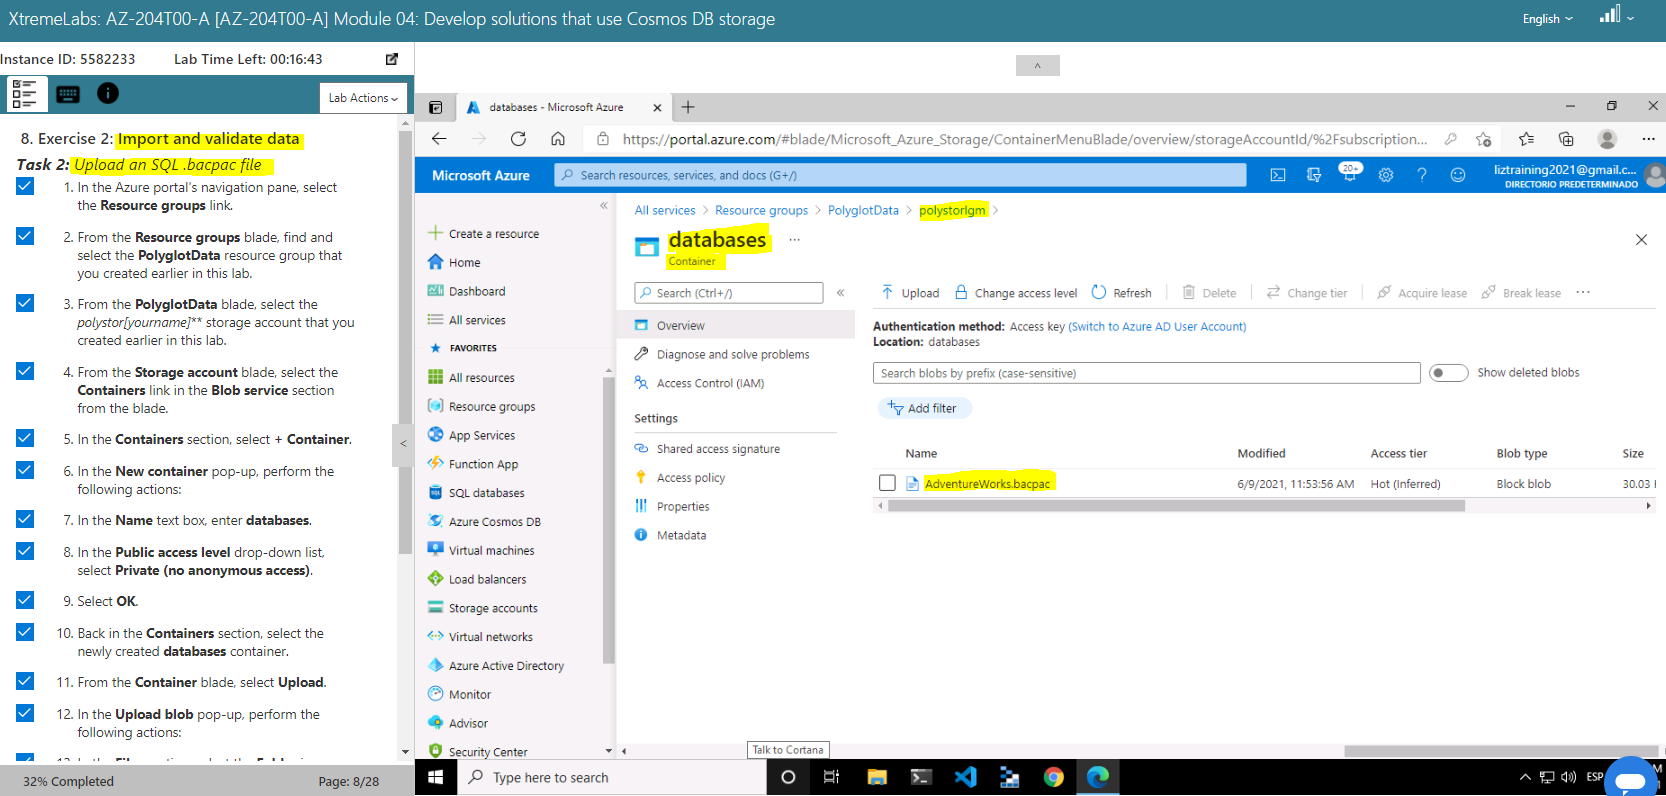 XtremeLabs: AZ-204T00-A [AZ-204T00-A] Module 04: Develop solutions that use Cosmos DB storage
English
Instance ID: 5582233
Lab Time Left: 00:16:43
Lab Actions
8. Exercise 2: Import and validate data
Task 2: Upload an SQL .bacpac file
1. In the Azure portal's navigation pane, select
the Resource groups link.
2. From the Resource groups blade, find and
select the PolyglotData resource group that
you created earlier in this lab.
3. From the PolyglotData blade, select the
polystor[yourname]** storage account that you
created earlier in this lab.
4. From the Storage account blade, select the
Containers link in the Blob service section
from the blade.
5. In the Containers section, select + Container.
6. In the New container pop-up, perform the
following actions:
7. In the Name text box, enter databases.
8. In the Public access level drop-down list,
select Private (no anonymous access).
9. Select OK.
10. Back in the Containers section, select the
newly created databases container.
11. From the Container blade, select Upload.
12. In the Upload blob pop-up, perform the
following actions:
32% Completed
Page: 8/28
databases - Microsoft Azure
https://portal.azure.com/#blade/Microsoft_Azure_Storage/ContainerMenuBlade/overview/storageAccountId/%2Fsubscription...
Microsoft Azure
Search resources, services, and docs (G+/)
20+
liztraining2021@gmail.c...
DIRECTORIO PREDETERMINADO
Create a resource
Home
Dashboard
All services
FAVORITES
All resources
Resource groups
App Services
Function App
SQL databases
Azure Cosmos DB
Virtual machines
Load balancers
Storage accounts
Virtual networks
Azure Active Directory
Monitor
Advisor
Security Center
All services > Resource groups > PolyglotData > polystorlgm >
databases ...
Container
Search (Ctrl+/)
Overview
Diagnose and solve problems
Access Control (IAM)
Settings
Shared access signature
Access policy
Properties
Metadata
Upload
Change access level
Refresh
Delete
Change tier
Acquire lease
Break lease
Authentication method: Access key (Switch to Azure AD User Account)
Location: databases
Search blobs by prefix (case-sensitive)
Show deleted blobs
Add filter
Name Modified Access tier Blob type Size
AdventureWorks.bacpac 6/9/2021, 11:53:56 AM Hot (Inferred) Block blob 30.03
Talk to Cortana
Type here to search
ESP